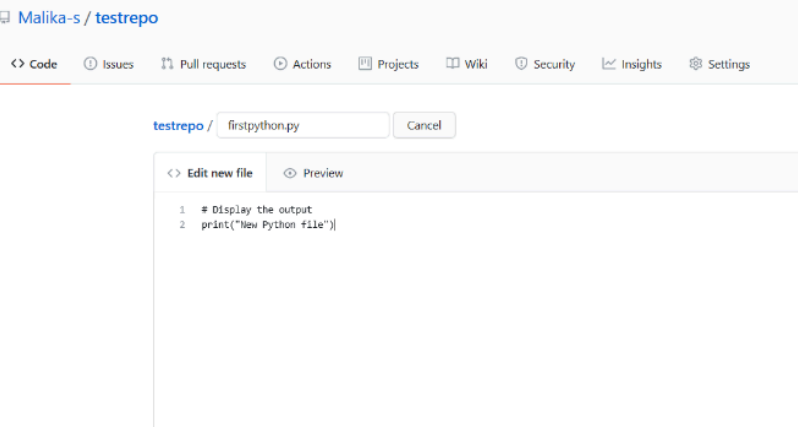 Malika-s / testrepo
<> Code Issues Pull requests Actions Projects Wiki Security Insights Settings
testrepo / firstpython.py Cancel
<> Edit new file Preview
1 # Display the output
2 print("New Python file")